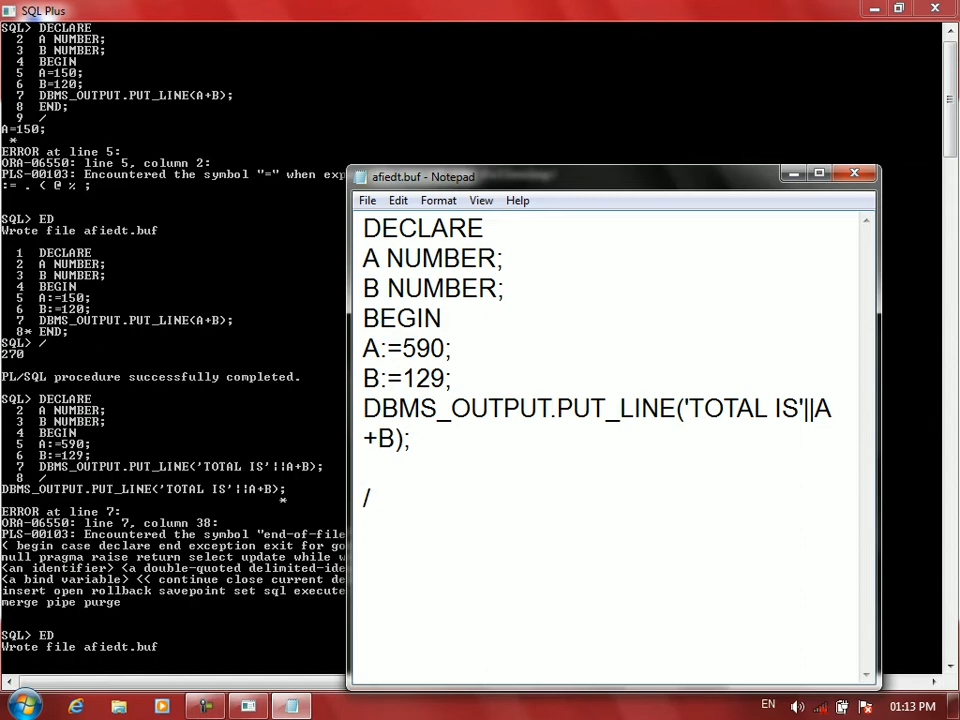 SQL Plus
SQL> DECLARE
2 A NUMBER;
3 B NUMBER;
4 BEGIN
5 A=150;
6 B=120;
7 DBMS_OUTPUT.PUT_LINE(A+B);
8 END;
9 /
A=150;
*
ERROR at line 5:
ORA-06550: line 5, column 2:
PLS-00103: Encountered the symbol "=" when exp
:= . ( @ % ;
SQL> ED
Wrote file afiedt.buf
1 DECLARE
2 A NUMBER;
3 B NUMBER;
4 BEGIN
5 A:=150;
6 B:=120;
7 DBMS_OUTPUT.PUT_LINE(A+B);
8* END;
SQL> /
270
PL/SQL procedure successfully completed.
SQL> DECLARE
2 A NUMBER;
3 B NUMBER;
4 BEGIN
5 A:=590;
6 B:=129;
7 DBMS_OUTPUT.PUT_LINE('TOTAL IS'||A+B);
8 /
DBMS_OUTPUT.PUT_LINE('TOTAL IS'||A+B);
*
ERROR at line 7:
ORA-06550: line 7, column 38:
PLS-00103: Encountered the symbol "end-of-file
( begin case declare end exception exit for go
null pragma raise return select update while w
<an identifier> <a double-quoted delimited-ide
<a bind variable> << continue close current de
insert open rollback savepoint set sql execute
merge pipe purge
SQL> ED
Wrote file afiedt.buf
afiedt.buf - Notepad
File Edit Format View Help
DECLARE
A NUMBER;
B NUMBER;
BEGIN
A:=590;
B:=129;
DBMS_OUTPUT.PUT_LINE('TOTAL IS'||A
+B);
/
EN
01:13 PM